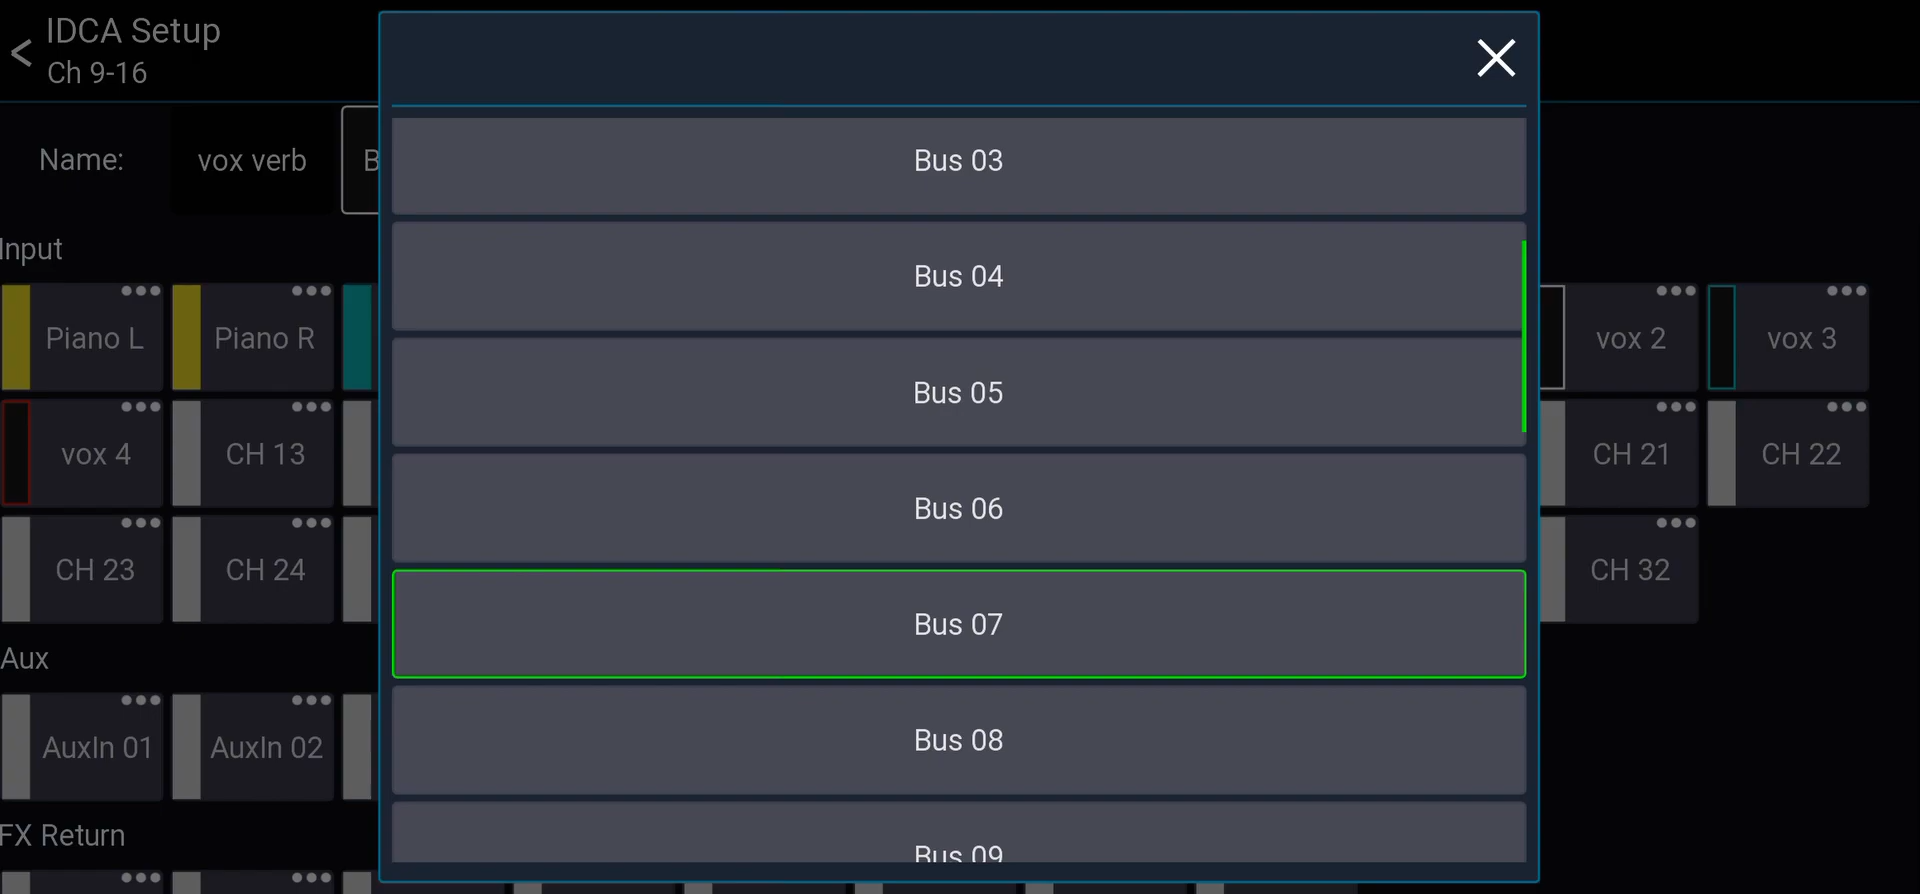 IDCA Setup
Ch 9-16
Name:
vox verb
B
Bus 03
Bus 04
Bus 05
Bus 06
Bus 07
Bus 08
Bus 09
Input
Piano L
Piano R
vox 2
vox 3
vox 4
CH 13
CH 21
CH 22
CH 23
CH 24
CH 32
Aux
AuxIn 01
AuxIn 02
FX Return